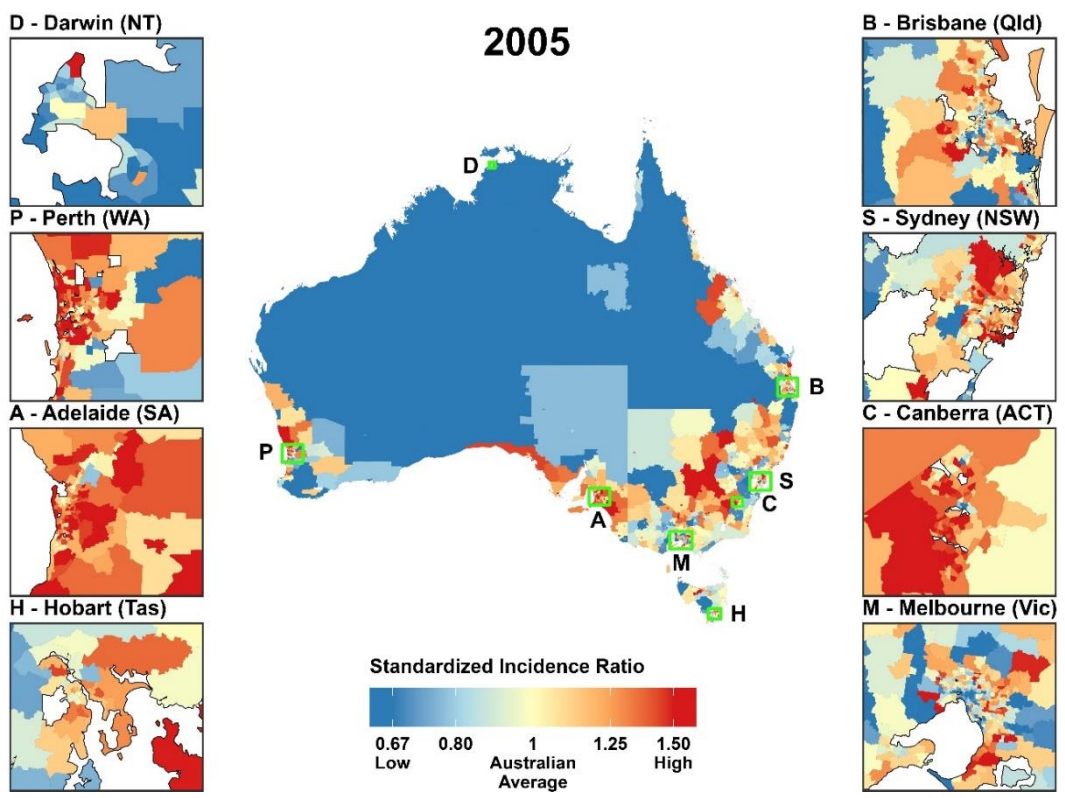 D - Darwin (NT)
2005
B - Brisbane (Qld)
D
P - Perth (WA)
S - Sydney (NSW)
B
A - Adelaide (SA)
C - Canberra (ACT)
P
S
C
A
M
H - Hobart (Tas)
H
M - Melbourne (Vic)
Standardized Incidence Ratio
0.67 0.80 1 1.25 1.50
Low Australian High
Average